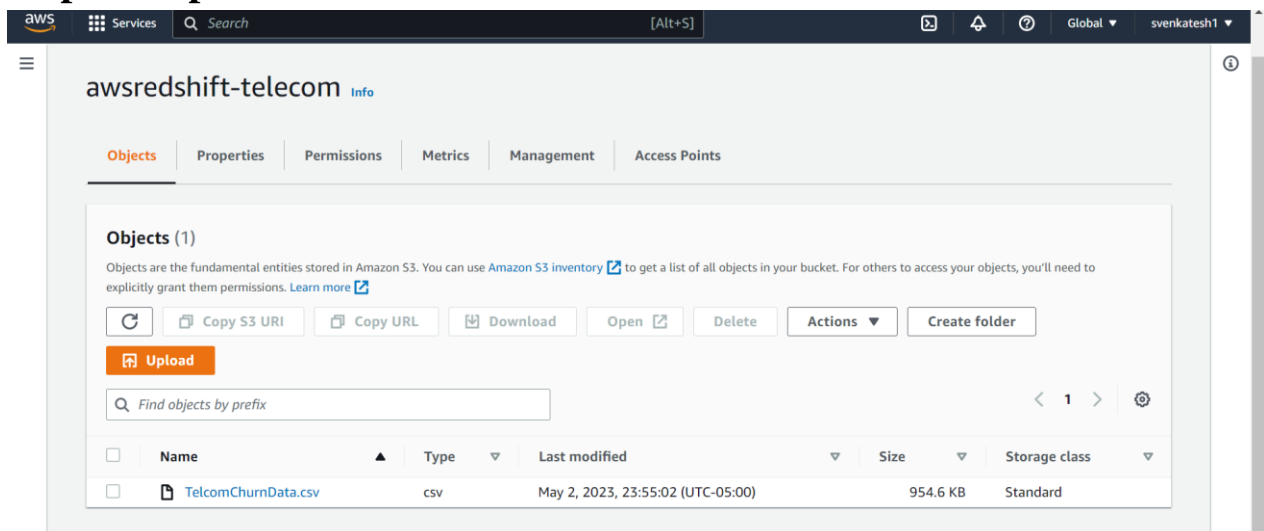 aws
Services
Search
[Alt+S]
Global ▼
svenkatesh1 ▼
awsredshift-telecom Info
Objects
Properties
Permissions
Metrics
Management
Access Points
Objects (1)
Objects are the fundamental entities stored in Amazon S3. You can use Amazon S3 inventory to get a list of all objects in your bucket. For others to access your objects, you'll need to
explicitly grant them permissions. Learn more
Copy S3 URI
Copy URL
Download
Open
Delete
Actions ▼
Create folder
Upload
Find objects by prefix
1
Name
Type
Last modified
Size
Storage class
TelcomChurnData.csv
csv
May 2, 2023, 23:55:02 (UTC-05:00)
954.6 KB
Standard